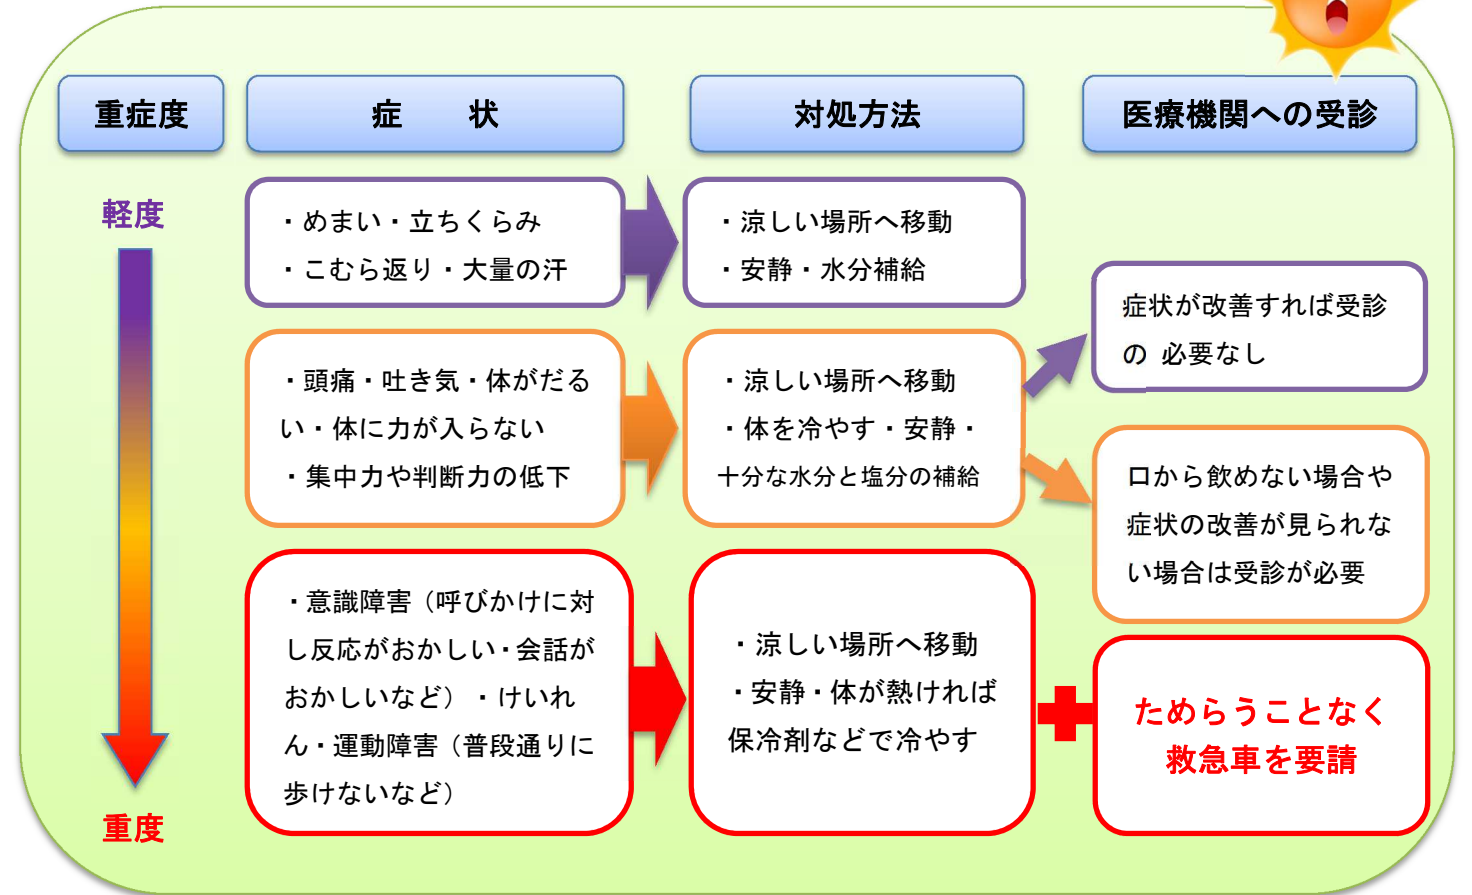 重症度
症 状
対処方法
医療機関への受診
軽度
・めまい・立ちくらみ
・こむら返り・大量の汗
・涼しい場所へ移動
・安静・水分補給
症状が改善すれば受診
の 必要なし
・頭痛・吐き気・体がだる
い・体に力が入らない
・集中力や判断力の低下
・涼しい場所へ移動
・体を冷やす・安静・
十分な水分と塩分の補給
口から飲めない場合や
症状の改善が見られな
い場合は受診が必要
・意識障害（呼びかけに対
し反応がおかしい・会話が
おかしいなど）・けいれ
ん・運動障害（普段通りに
歩けないなど）
・涼しい場所へ移動
・安静・体が熱ければ
保冷剤などで冷やす
ためらうことなく
救急車を要請
重度